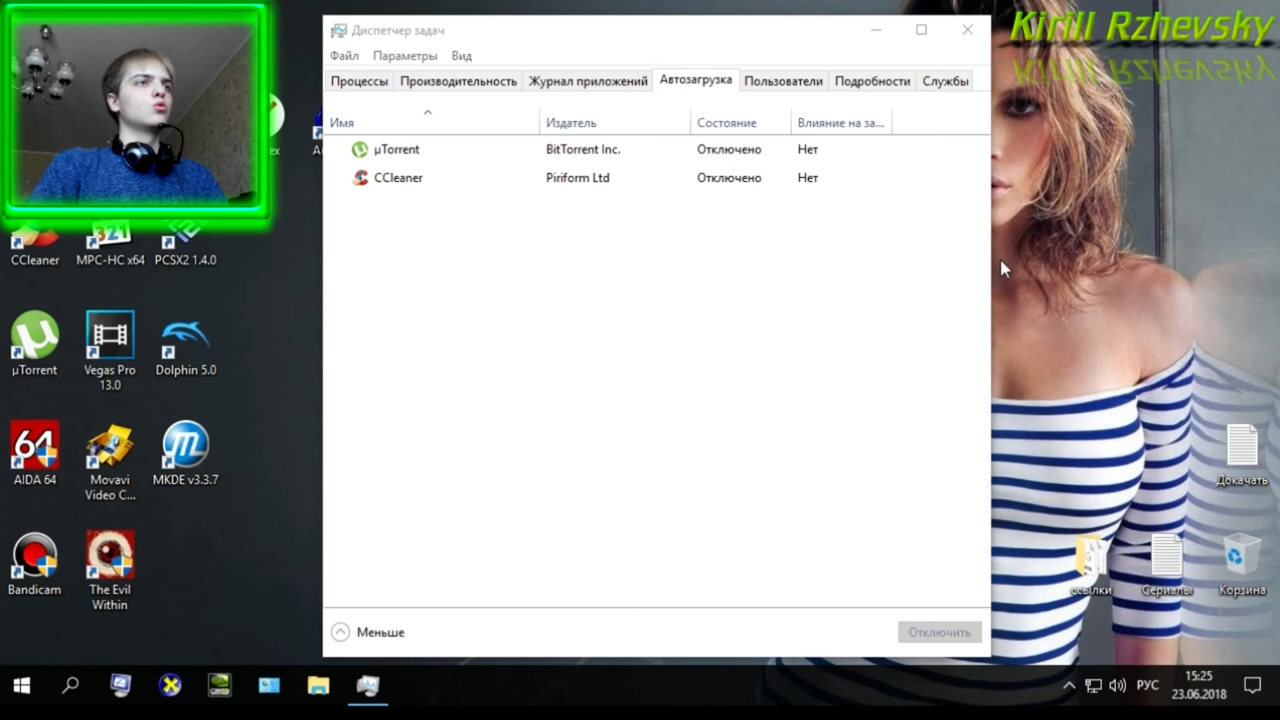 Kirill Rzhevsky
Диспетчер задач
Файл Параметры Вид
Процессы Производительность Журнал приложений Автозагрузка Пользователи Подробности Службы
Имя Издатель Состояние Влияние на за...
µTorrent BitTorrent Inc. Отключено Нет
CCleaner Piriform Ltd Отключено Нет
Меньше
Отключить
321
CCleaner MPC-HC x64 PCSX2 1.4.0
µTorrent Vegas Pro 13.0 Dolphin 5.0
64
AIDA 64 Movavi Video C... MKDE v3.3.7
Bandicam The Evil Within
Докачать
ссылки Сериалы Корзина
РУС
15:25
23.06.2018